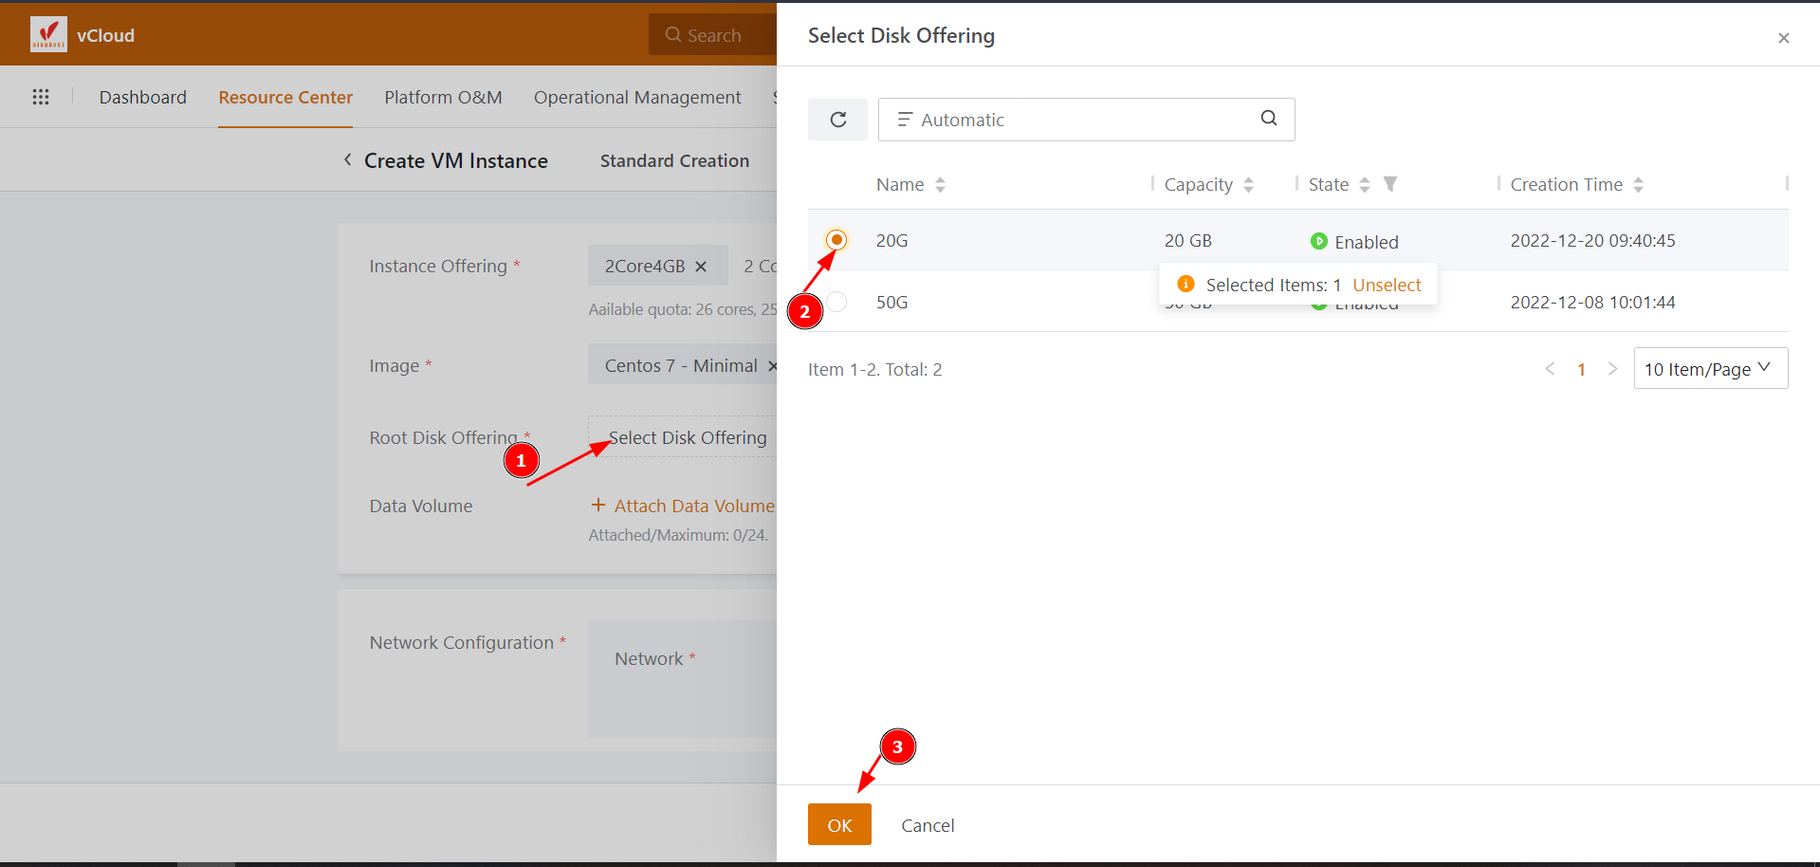 vCloud
Search
Dashboard
Resource Center
Platform O&M
Operational Management
Create VM Instance
Standard Creation
Instance Offering *
2Core4GB ×
2 Co
Aailable quota: 26 cores, 25
Image *
Centos 7 - Minimal ×
Root Disk Offering *
Select Disk Offering
1
Data Volume
+ Attach Data Volume
Attached/Maximum: 0/24.
Network Configuration *
Network *
Select Disk Offering
×
Automatic
Name
Capacity
State
Creation Time
20G
20 GB
Enabled
2022-12-20 09:40:45
2
Selected Items: 1 Unselect
50G
50 GB
Enabled
2022-12-08 10:01:44
Item 1-2. Total: 2
< 1 >
10 Item/Page
3
OK
Cancel